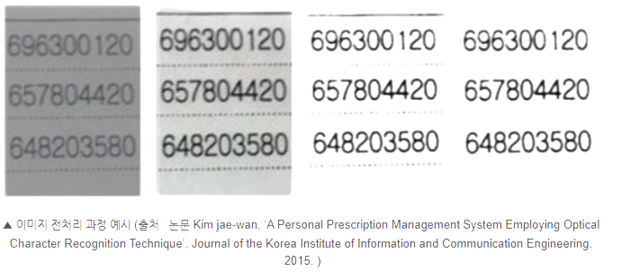 696300120 696300120 696300120 696300120
657804420 657804420 657804420 657804420
648203580 648203580 648203580 648203580
▲ 이미지 전처리 과정 예시 (출처 논문 Kim jae-wan, 'A Personal Prescription Management System Employing Optical
Character Recognition Technique', Journal of the Korea Institute of Information and Communication Engineering,
2015. )